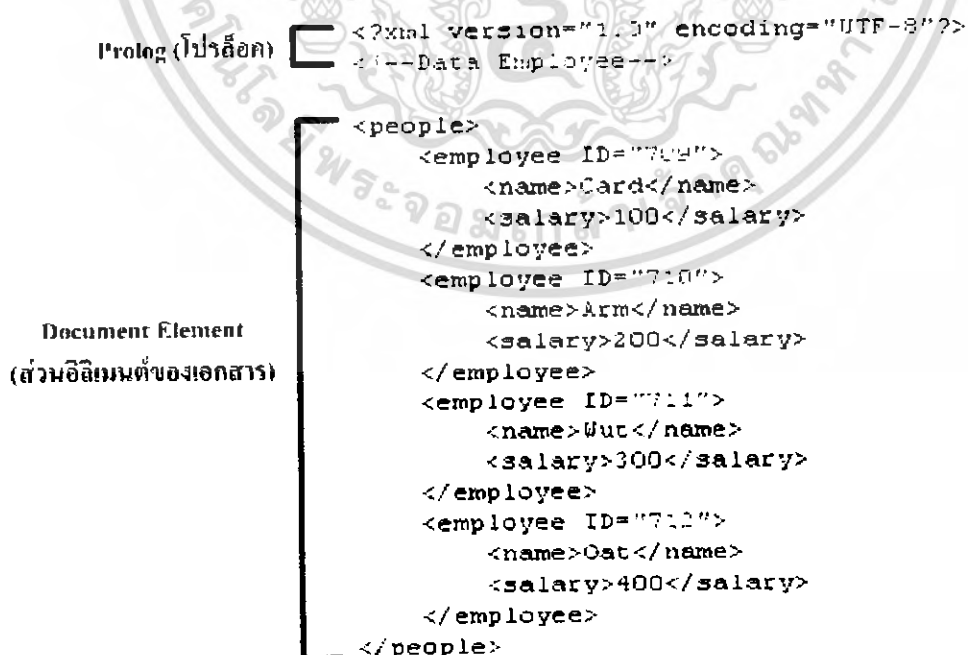 Prolog (โปรล็อก)
<?xml version="1.0" encoding="UTF-8"?>
<!--Data Employee-->
<people>
<employee ID="709">
<name>Card</name>
<salary>100</salary>
</employee>
<employee ID="710">
<name>Arm</name>
<salary>200</salary>
</employee>
Document Element
(ส่วนอิลิเมนต์ของเอกสาร)
<employee ID="711">
<name>Wut</name>
<salary>300</salary>
</employee>
<employee ID="712">
<name>Oat</name>
<salary>400</salary>
</employee>
</people>